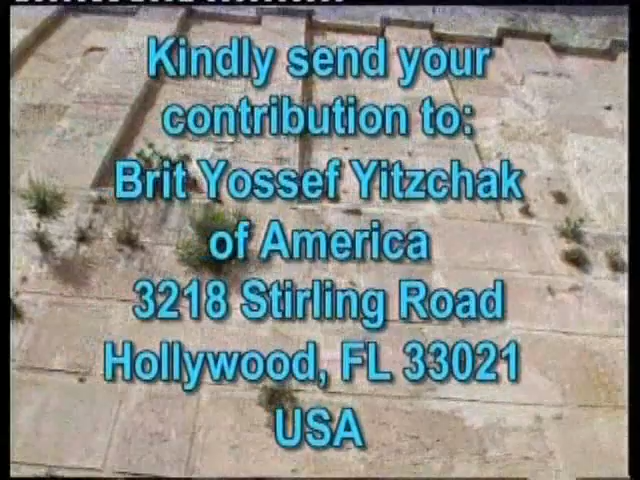 Kindly send your
contribution to:
Brit Yossef Yitzchak
of America
3218 Stirling Road
Hollywood, FL 33021
USA